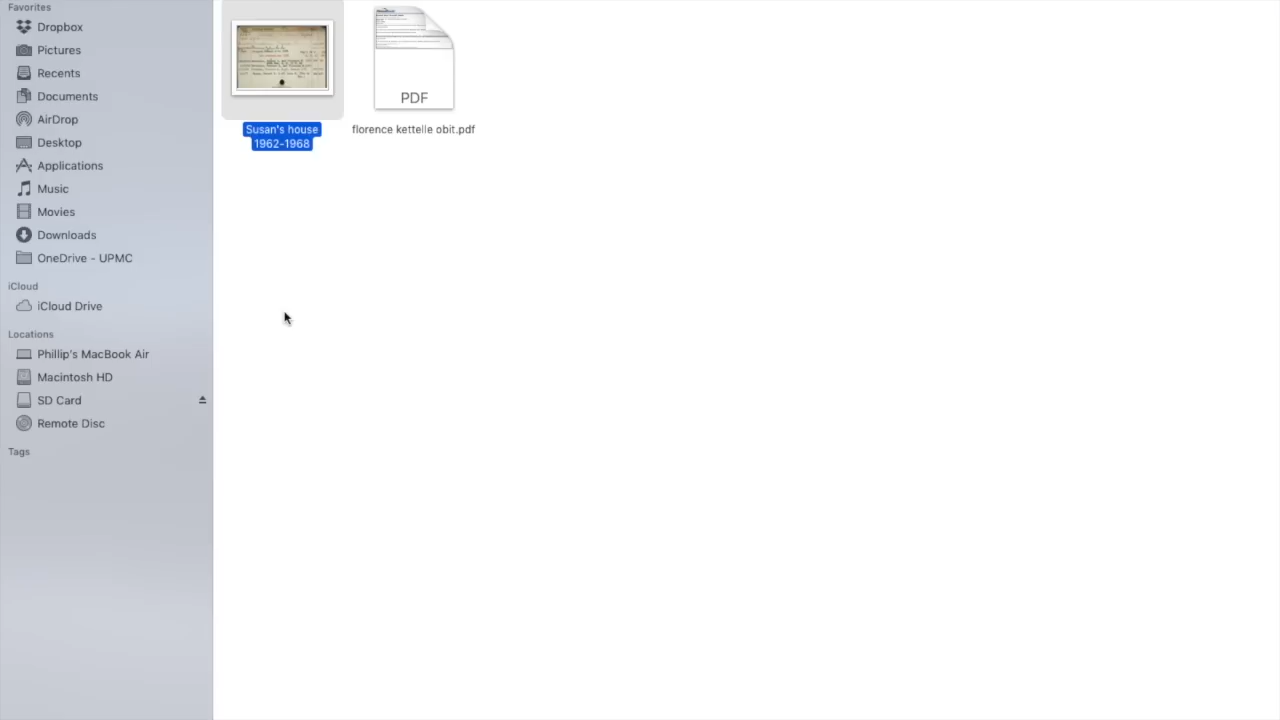 Favorites
Dropbox
Pictures
Recents
Documents
AirDrop
Desktop
Applications
Music
Movies
Downloads
OneDrive - UPMC
iCloud
iCloud Drive
Locations
Phillip's MacBook Air
Macintosh HD
SD Card
Remote Disc
Tags
Susan's house
1962-1968
PDF
florence kettelle obit.pdf